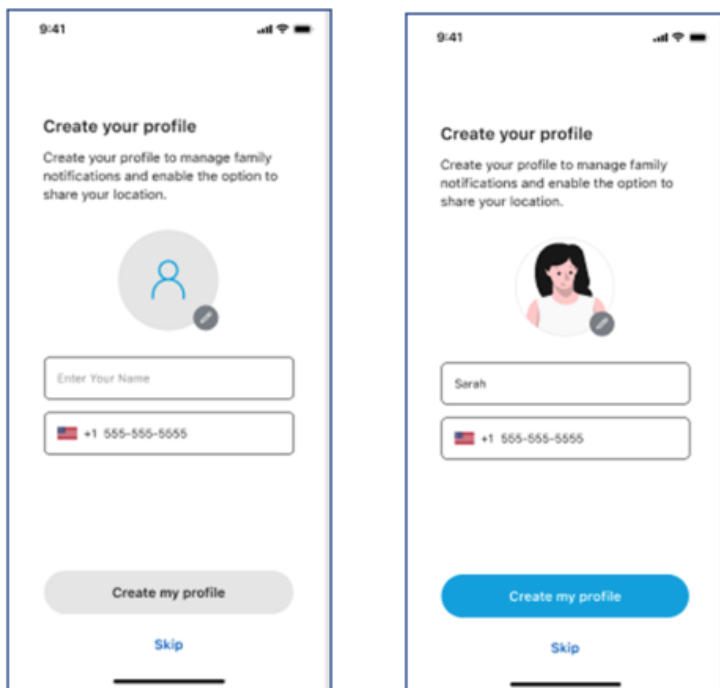 9:41
Create your profile
Create your profile to manage family
notifications and enable the option to
share your location.
Enter Your Name
+1 555-555-5555
Create my profile
Skip
9:41
Create your profile
Create your profile to manage family
notifications and enable the option to
share your location.
Sarah
+1 555-555-5555
Create my profile
Skip